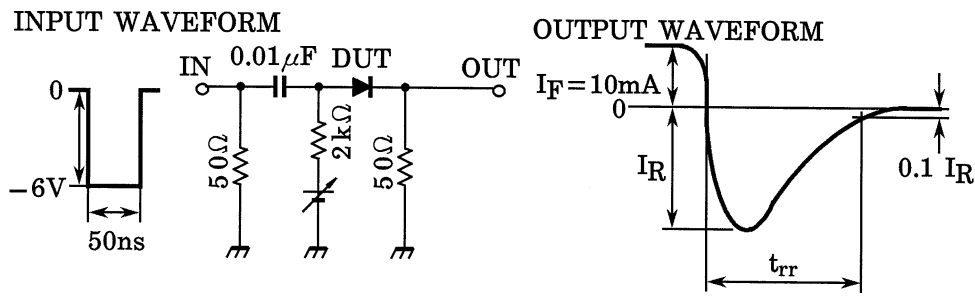 INPUT WAVEFORM
0
−6V
50ns
IN
0.01μF
DUT
OUT
50Ω
2kΩ
50Ω
OUTPUT WAVEFORM
IF=10mA
0
IR
0.1 IR
trr